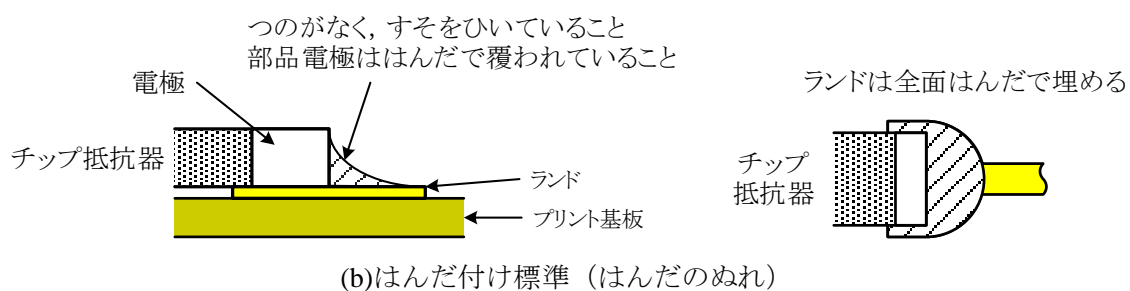 つのがなく，すそをひいていること
部品電極ははんだで覆われていること
電極
チップ抵抗器
ランド
プリント基板
ランドは全面はんだで埋める
チップ
抵抗器
(b)はんだ付け標準（はんだのぬれ）